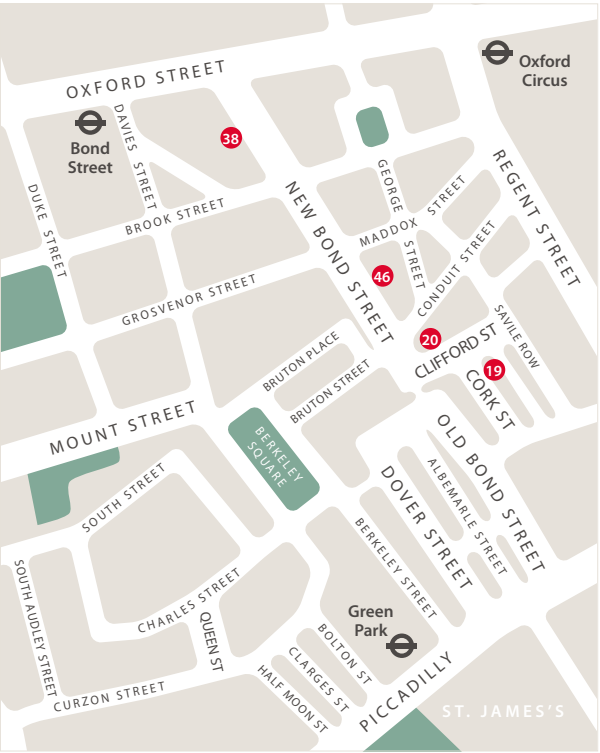 OXFORD STREET
Oxford
Circus
Bond
Street
DAVIES STREET
38
DUKE STREET
BROOK STREET
NEW BOND STREET
GEORGE STREET
MADDOX STREET
REGENT STREET
CONDUIT STREET
46
GROSVENOR STREET
20
CLIFFORD ST
SAVILE ROW
19
CORK ST
BRUTON PLACE
BRUTON STREET
MOUNT STREET
BERKELEY
SQUARE
OLD BOND STREET
ALBEMARLE STREET
DOVER STREET
SOUTH STREET
BERKELEY STREET
SOUTH AUDLEY STREET
CHARLES STREET
QUEEN ST
Green
Park
BOLTON ST
CLARGES ST
HALF MOON ST
CURZON STREET
PICCADILLY
ST. JAMES'S